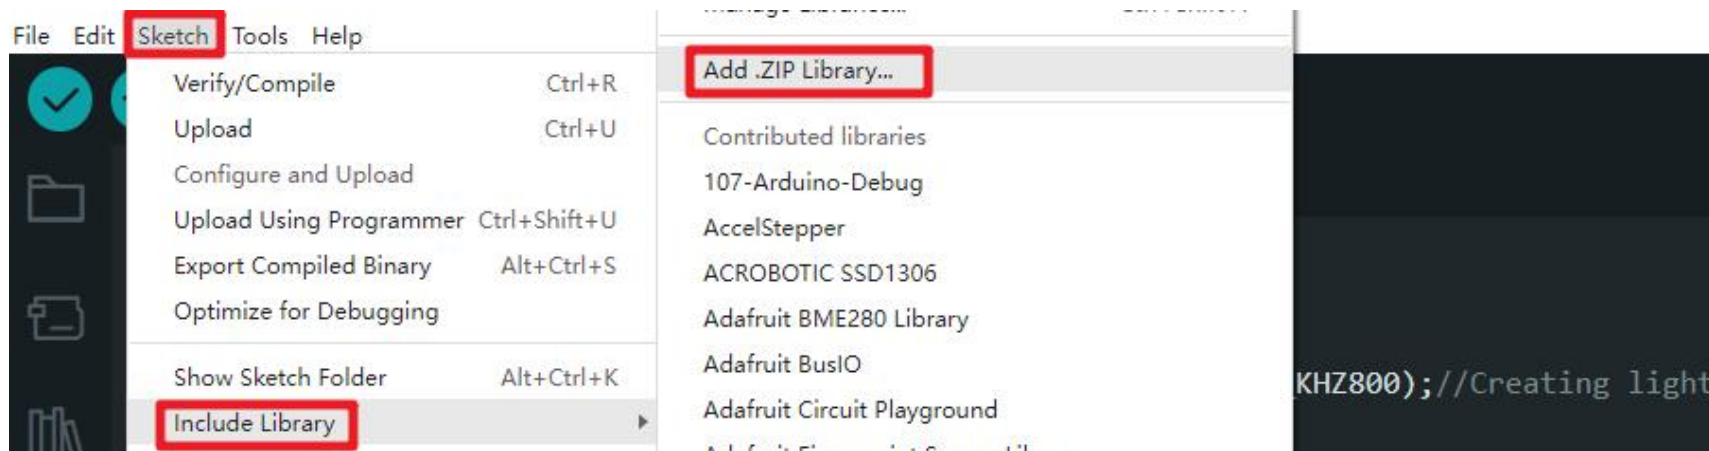 File Edit Sketch Tools Help
Verify/Compile Ctrl+R
Upload Ctrl+U
Configure and Upload
Upload Using Programmer Ctrl+Shift+U
Export Compiled Binary Alt+Ctrl+S
Optimize for Debugging
Show Sketch Folder Alt+Ctrl+K
Include Library
Add .ZIP Library...
Contributed libraries
107-Arduino-Debug
AccelStepper
ACROBOTIC SSD1306
Adafruit BME280 Library
Adafruit BusIO
Adafruit Circuit Playground
KHZ800);//Creating light